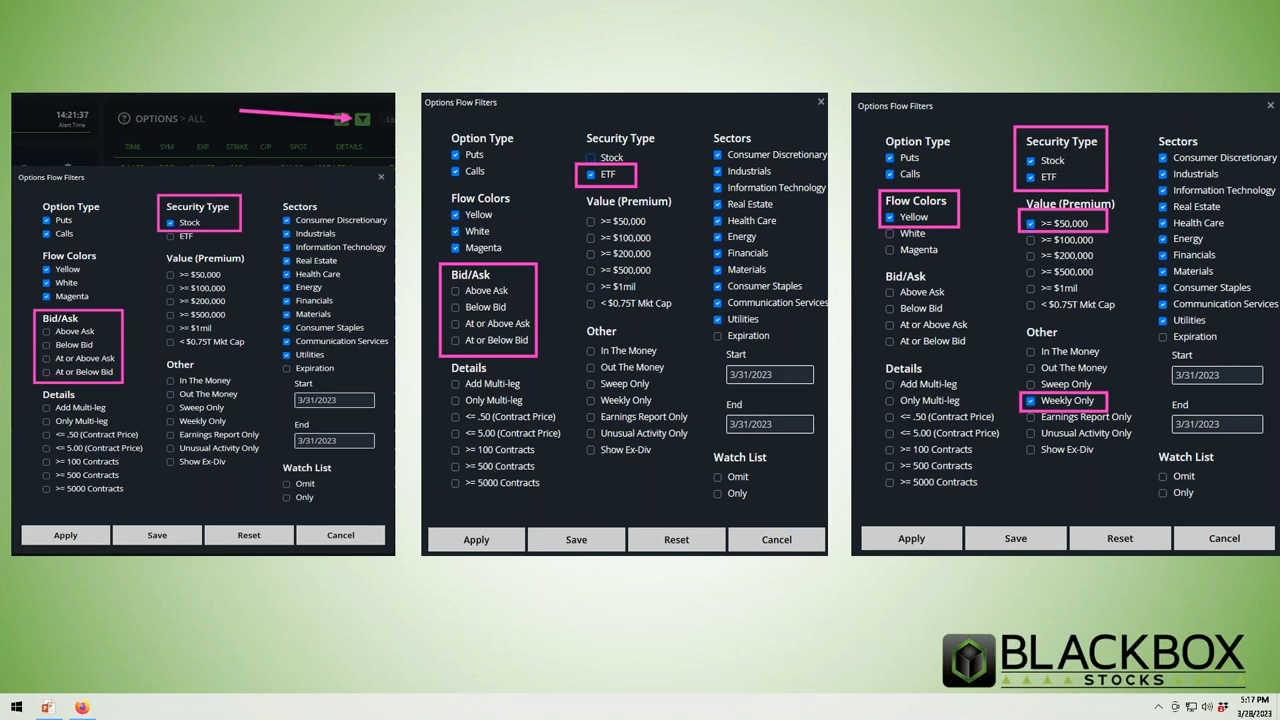 14:21:37
Alert Time
OPTIONS > ALL
TIME SYM EXP STRIKE C/P SPOT DETAILS
Options Flow Filters
Option Type
Puts
Calls
Flow Colors
Yellow
White
Magenta
Bid/Ask
Above Ask
Below Bid
At or Above Ask
At or Below Bid
Details
Add Multi-leg
Only Multi-leg
<= .50 (Contract Price)
<= 5.00 (Contract Price)
>= 100 Contracts
>= 500 Contracts
>= 5000 Contracts
Security Type
Stock
ETF
Value (Premium)
>= $50,000
>= $100,000
>= $200,000
>= $500,000
>= $1mil
< $0.75T Mkt Cap
Other
In The Money
Out The Money
Sweep Only
Weekly Only
Earnings Report Only
Unusual Activity Only
Show Ex-Div
Sectors
Consumer Discretionary
Industrials
Information Technology
Real Estate
Health Care
Energy
Financials
Materials
Consumer Staples
Communication Services
Utilities
Expiration
Start
3/31/2023
End
3/31/2023
Watch List
Omit
Only
Apply Save Reset Cancel
Options Flow Filters
Option Type
Puts
Calls
Flow Colors
Yellow
White
Magenta
Bid/Ask
Above Ask
Below Bid
At or Above Ask
At or Below Bid
Details
Add Multi-leg
Only Multi-leg
<= .50 (Contract Price)
<= 5.00 (Contract Price)
>= 100 Contracts
>= 500 Contracts
>= 5000 Contracts
Security Type
Stock
ETF
Value (Premium)
>= $50,000
>= $100,000
>= $200,000
>= $500,000
>= $1mil
< $0.75T Mkt Cap
Other
In The Money
Out The Money
Sweep Only
Weekly Only
Earnings Report Only
Unusual Activity Only
Show Ex-Div
Sectors
Consumer Discretionary
Industrials
Information Technology
Real Estate
Health Care
Energy
Financials
Materials
Consumer Staples
Communication Services
Utilities
Expiration
Start
3/31/2023
End
3/31/2023
Watch List
Omit
Only
Apply Save Reset Cancel
Options Flow Filters
Option Type
Puts
Calls
Flow Colors
Yellow
White
Magenta
Bid/Ask
Above Ask
Below Bid
At or Above Ask
At or Below Bid
Details
Add Multi-leg
Only Multi-leg
<= .50 (Contract Price)
<= 5.00 (Contract Price)
>= 100 Contracts
>= 500 Contracts
>= 5000 Contracts
Security Type
Stock
ETF
Value (Premium)
>= $50,000
>= $100,000
>= $200,000
>= $500,000
>= $1mil
< $0.75T Mkt Cap
Other
In The Money
Out The Money
Sweep Only
Weekly Only
Earnings Report Only
Unusual Activity Only
Show Ex-Div
Sectors
Consumer Discretionary
Industrials
Information Technology
Real Estate
Health Care
Energy
Financials
Materials
Consumer Staples
Communication Services
Utilities
Expiration
Start
3/31/2023
End
3/31/2023
Watch List
Omit
Only
Apply Save Reset Cancel
BLACKBOX
STOCKS
5:17 PM
3/28/2023